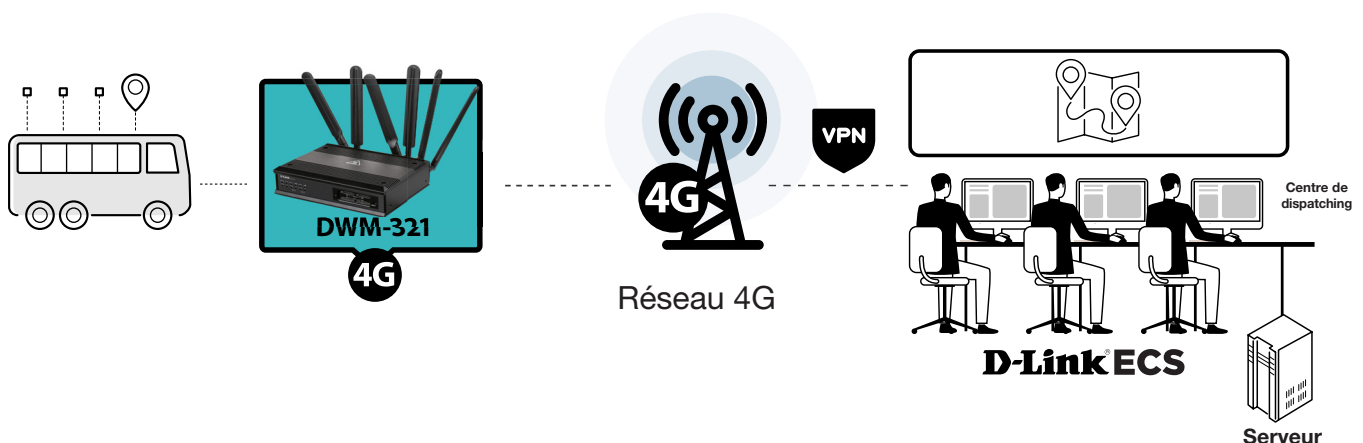 DWM-321
4G
4G
Réseau 4G
VPN
Centre de
dispatching
D-Link® ECS
Serveur